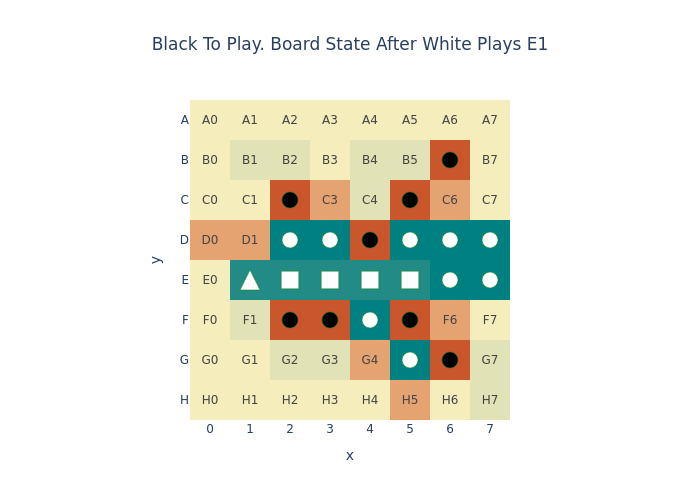 Black To Play. Board State After White Plays E1
A A0 A1 A2 A3 A4 A5 A6 A7
B B0 B1 B2 B3 B4 B5 B7
C C0 C1 C3 C4 C6 C7
D D0 D1
y
E E0
F F0 F1 F6 F7
G G0 G1 G2 G3 G4 G7
H H0 H1 H2 H3 H4 H5 H6 H7
0 1 2 3 4 5 6 7
x